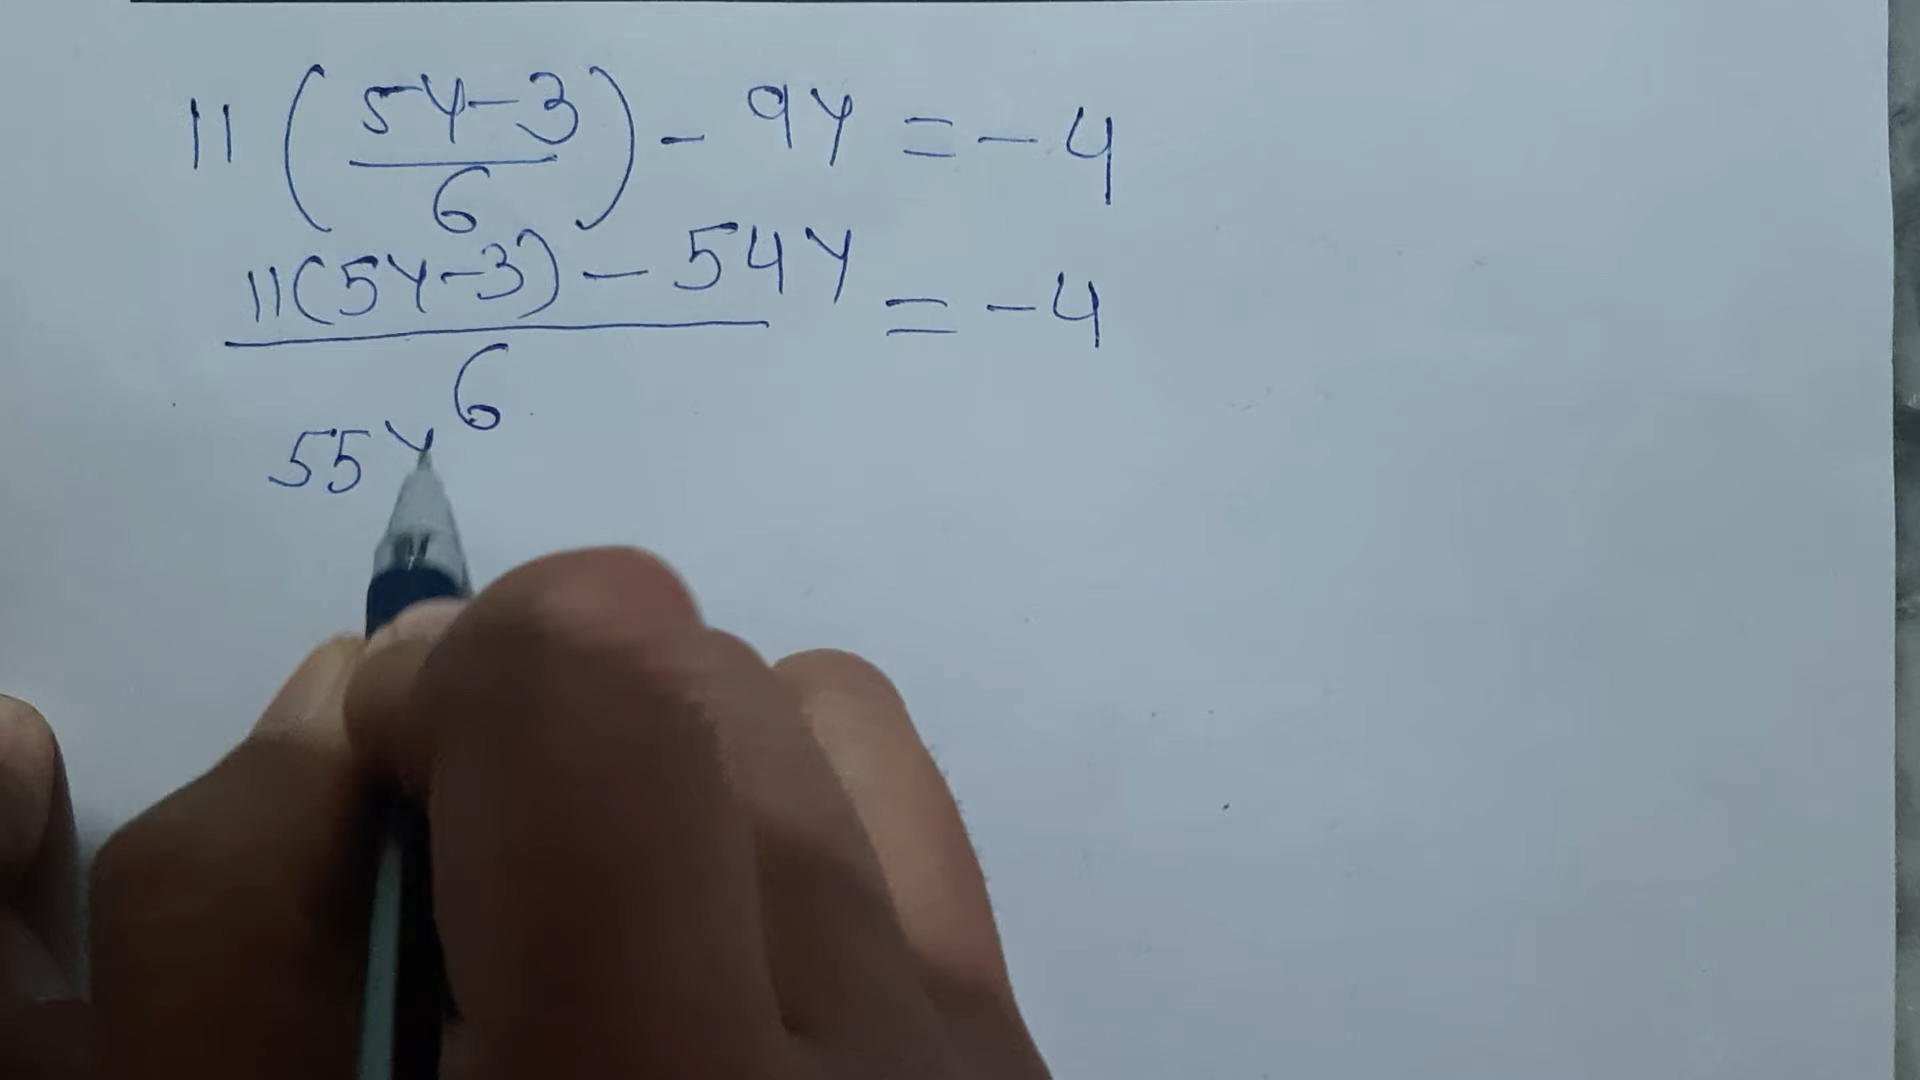 11 ( 5y-3 / 6 ) - 9y = -4
11(5y-3) - 54y / 6 = -4
55y